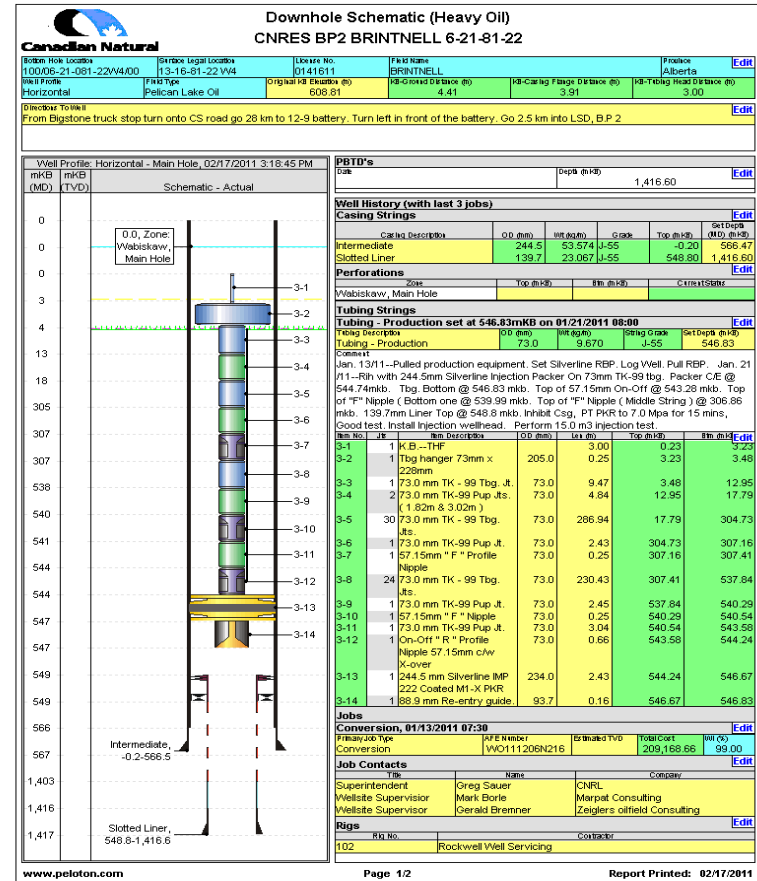 Downhole Schematic (Heavy Oil)
CNRES BP2 BRINTNELL 6-21-81-22
Canadian Natural
Bottom Hole Location Surface Legal Location License No. Field Name Province Edit
100/06-21-081-22W4/00 13-16-81-22 W4 0141611 BRINTNELL Alberta
Well Profile Field Type Original KB Elevation (m) KB-Ground Distance (m) KB-Casing Flange Distance (m) KB-Tubing Head Distance (m)
Horizontal Pelican Lake Oil 608.81 4.41 3.91 3.00
Directions To Well Edit
From Bigstone truck stop turn onto CS road go 28 km to 12-9 battery. Turn left in front of the battery. Go 2.5 km into LSD, B.P 2
Well Profile: Horizontal - Main Hole, 02/17/2011 3:18:45 PM
mKB (MD) mKB (TVD) Schematic - Actual
0
0
0
3
4
13
18
305
307
307
538
540
541
544
544
547
547
549
549
566
567
1,403
1,416
1,417
0.0, Zone:
Wabiskaw,
Main Hole
3-1
3-2
3-3
3-4
3-5
3-6
3-7
3-8
3-9
3-10
3-11
3-12
3-13
3-14
Intermediate,
-0.2-566.5
Slotted Liner,
548.8-1,416.6
PBTD's
Date Depth (mKB) Edit
1,416.60
Well History (with last 3 jobs)
Casing Strings Edit
Casing Description OD (mm) Wt (kg/m) Grade Top (mKB) Set Depth (MD) (mKB)
Intermediate 244.5 53.574 J-55 -0.20 566.47
Slotted Liner 139.7 23.067 J-55 548.80 1,416.60
Perforations Edit
Zone Top (mKB) Btm (mKB) Current Status
Wabiskaw, Main Hole
Tubing Strings
Tubing - Production set at 546.83mKB on 01/21/2011 08:00 Edit
Tubing Description OD (mm) Wt (kg/m) String Grade Set Depth (mKB)
Tubing - Production 73.0 9.670 J-55 546.83
Comment
Jan. 13/11--Pulled production equipment. Set Silverline RBP. Log Well. Pull RBP. Jan. 21
/11--Rih with 244.5mm Silverline Injection Packer On 73mm TK-99 tbg. Packer C/E @
544.74mkb. Tbg. Bottom @ 546.83 mkb. Top of 57.15mm On-Off @ 543.28 mkb. Top
of "F" Nipple ( Bottom one @ 539.99 mkb. Top of "F" Nipple ( Middle String ) @ 306.86
mkb. 139.7mm Liner Top @ 548.8 mkb. Inhibit Csg, PT PKR to 7.0 Mpa for 15 mins,
Good test. Install Injection wellhead. Perform 15.0 m3 injection test.
Item No. Jts Item Description OD (mm) Len (m) Top (mKB) Btm (mKB) Edit
3-1 1 K.B.--THF 3.00 0.23 3.23
3-2 1 Tbg hanger 73mm x 205.0 0.25 3.23 3.48
228mm
3-3 1 73.0 mm TK - 99 Tbg. Jt. 73.0 9.47 3.48 12.95
3-4 2 73.0 mm TK-99 Pup Jts. 73.0 4.84 12.95 17.79
( 1.82m & 3.02m )
3-5 30 73.0 mm TK - 99 Tbg. 73.0 286.94 17.79 304.73
Jts.
3-6 1 73.0 mm TK-99 Pup Jt. 73.0 2.43 304.73 307.16
3-7 1 57.15mm " F " Profile 73.0 0.25 307.16 307.41
Nipple
3-8 24 73.0 mm TK - 99 Tbg. 73.0 230.43 307.41 537.84
Jts.
3-9 1 73.0 mm TK-99 Pup Jt. 73.0 2.45 537.84 540.29
3-10 1 57.15mm " F " Nipple 73.0 0.25 540.29 540.54
3-11 1 73.0 mm TK-99 Pup Jt. 73.0 3.04 540.54 543.58
3-12 1 On-Off " R " Profile 73.0 0.66 543.58 544.24
Nipple 57.15mm c/w
X-over
3-13 1 244.5 mm Silverline IMP 234.0 2.43 544.24 546.67
222 Coated M1-X PKR
3-14 1 88.9 mm Re-entry guide. 93.7 0.16 546.67 546.83
Jobs
Conversion, 01/13/2011 07:30 Edit
Primary Job Type AFE Number Estimated TVD Total Cost WI (%)
Conversion WO111206N216 209,168.66 99.00
Job Contacts Edit
Title Name Company
Superintendent Greg Sauer CNRL
Wellsite Supervisior Mark Borle Marpat Consulting
Wellsite Supervisior Gerald Bremner Zeiglers oilfield Consulting
Rigs Edit
Rig No. Contractor
102 Rockwell Well Servicing
www.peloton.com Page 1/2 Report Printed: 02/17/2011